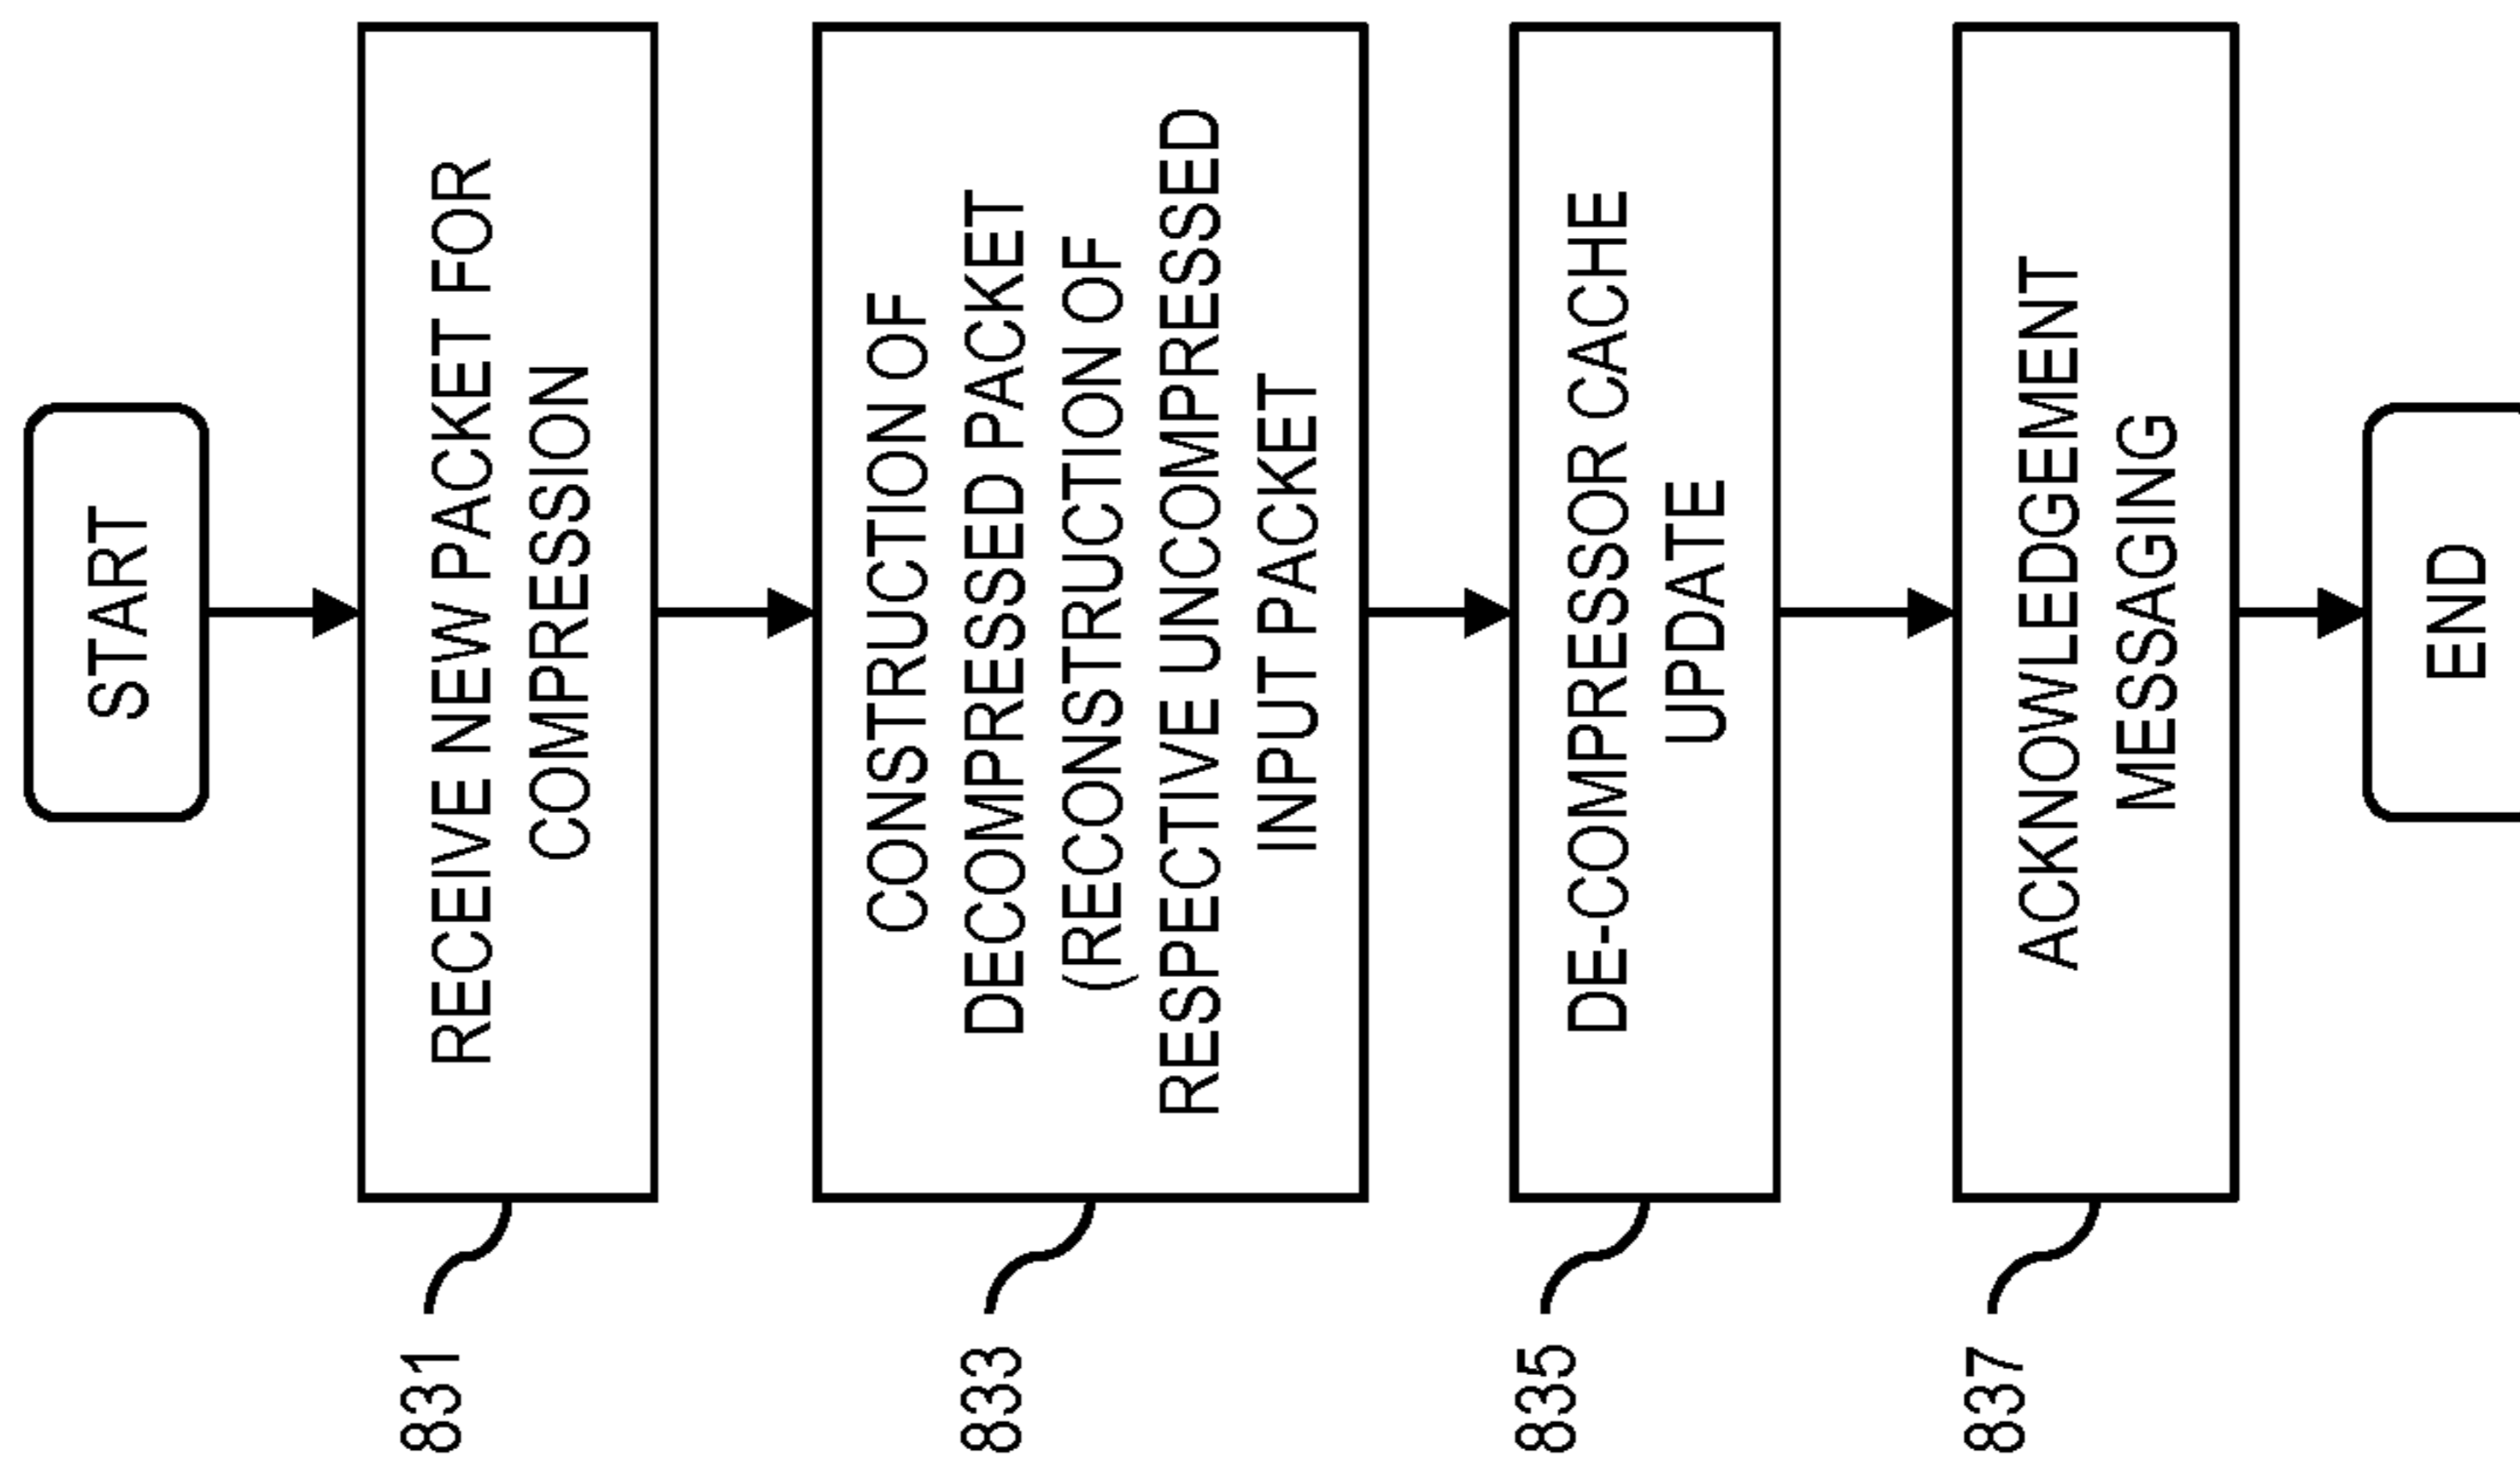 START
RECEIVE NEW PACKET FOR
COMPRESSION
831
CONSTRUCTION OF
DECOMPRESSED PACKET
(RECONSTRUCTION OF
RESPECTIVE UNCOMPRESSED
INPUT PACKET
833
DE-COMPRESSOR CACHE
UPDATE
835
ACKNOWLEDGEMENT
MESSAGING
837
END